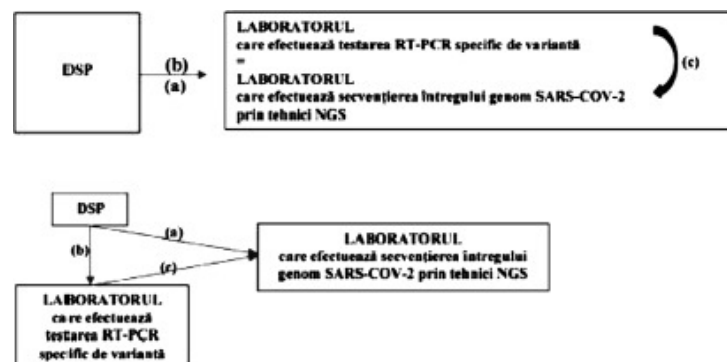 DSP
(b)
(a)
LABORATORUL
care efectuează testarea RT-PCR specific de variantă
=
LABORATORUL
care efectuează secvențierea întregului genom SARS-COV-2
prin tehnici NGS
(c)
DSP
(a)
(b)
(c)
LABORATORUL
care efectuează secvențierea întregului
genom SARS-COV-2 prin tehnici NGS
LABORATORUL
care efectuează
testarea RT-PCR
specific de variantă